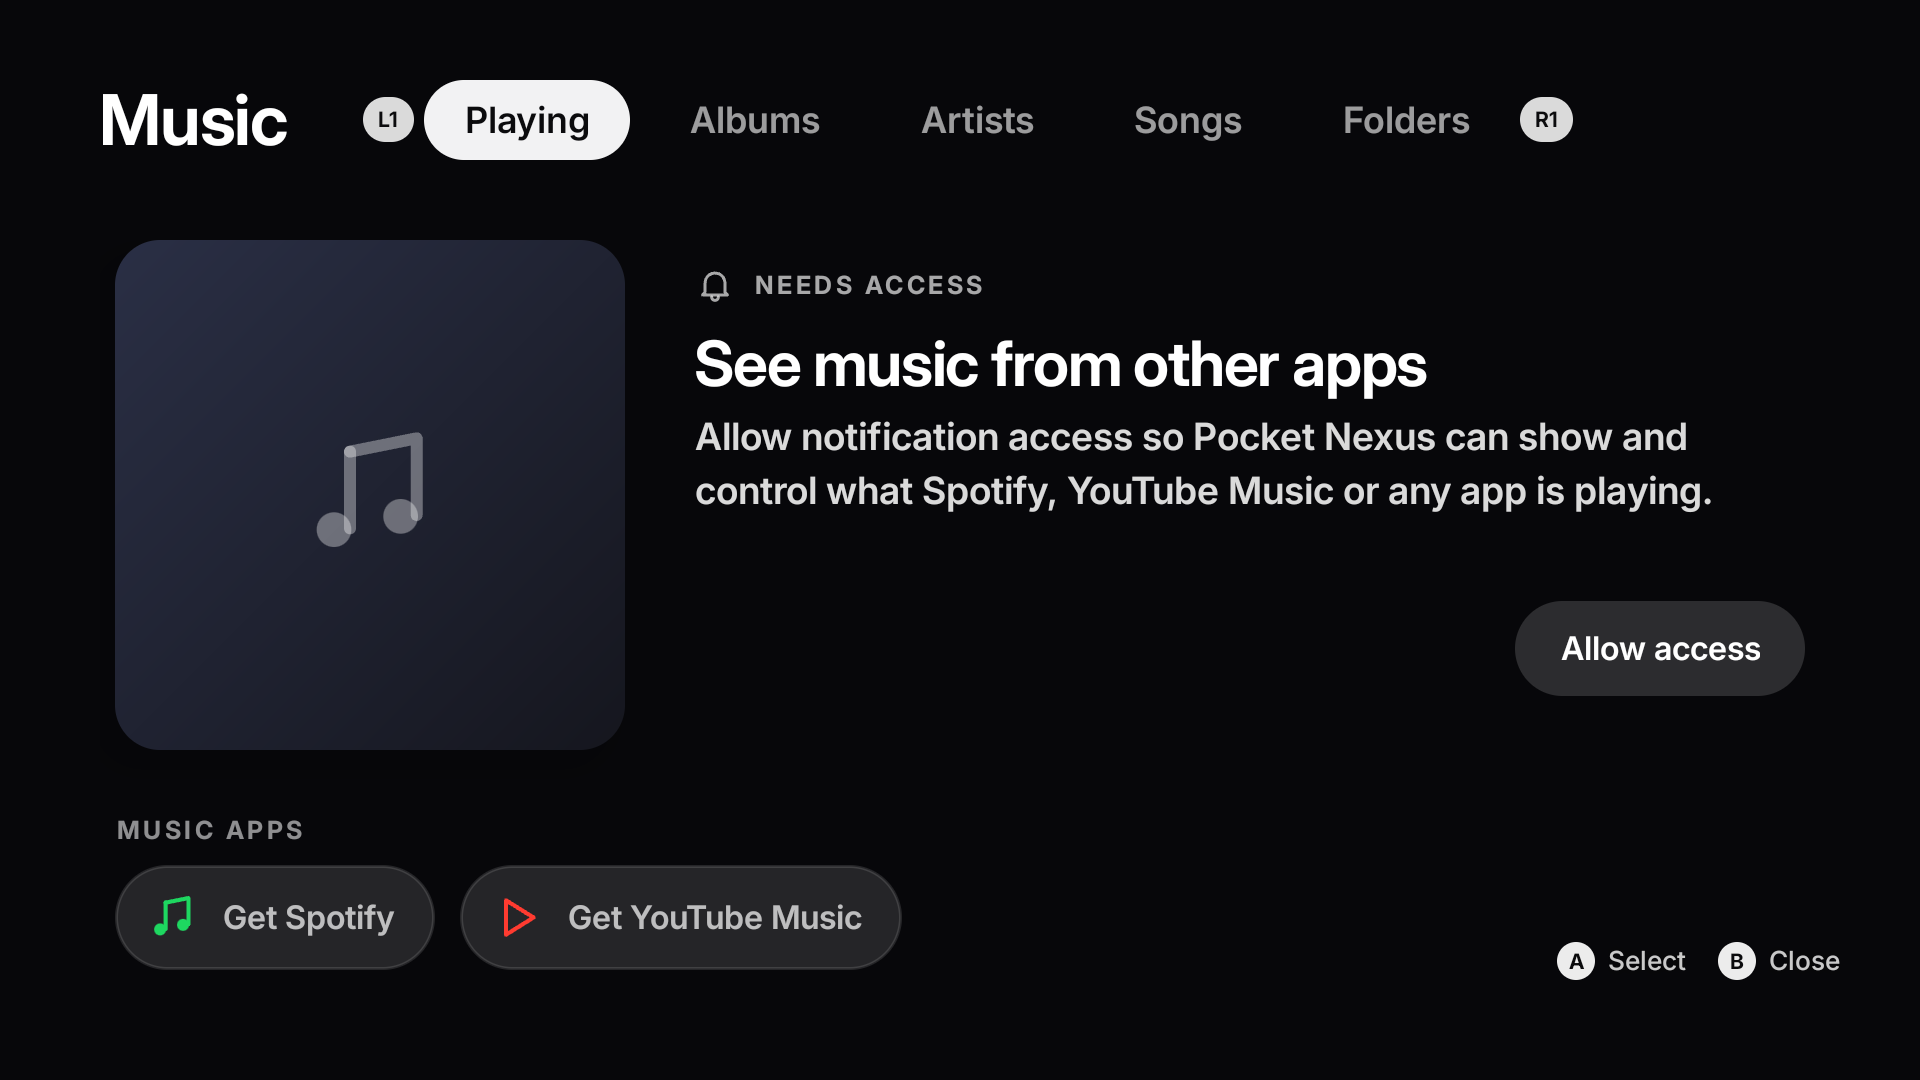 Music
L1
Playing
Albums
Artists
Songs
Folders
R1
NEEDS ACCESS
See music from other apps
Allow notification access so Pocket Nexus can show and
control what Spotify, YouTube Music or any app is playing.
Allow access
MUSIC APPS
Get Spotify
Get YouTube Music
A Select
B Close